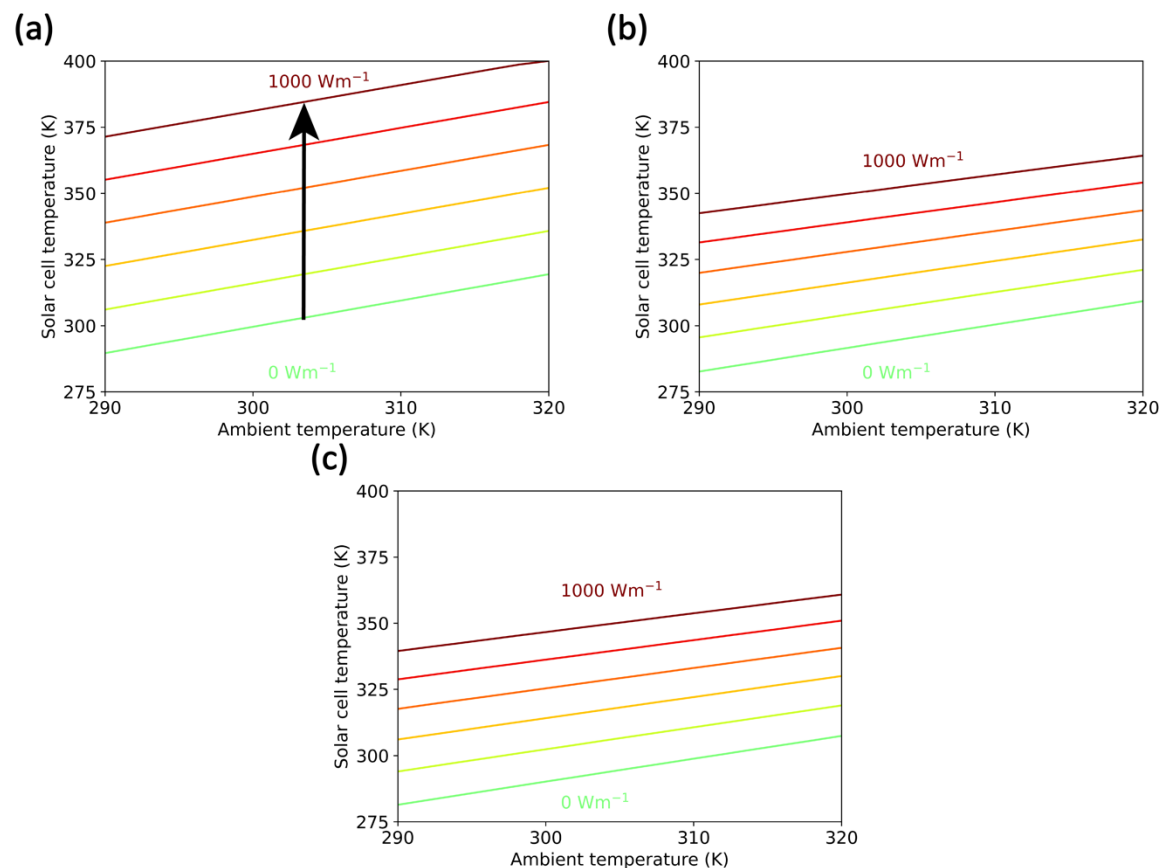 (a)
400
375
350
325
300
275
Solar cell temperature (K)
1000 Wm⁻¹
0 Wm⁻¹
290 300 310 320
Ambient temperature (K)
(b)
400
375
350
325
300
275
Solar cell temperature (K)
1000 Wm⁻¹
0 Wm⁻¹
290 300 310 320
Ambient temperature (K)
(c)
400
375
350
325
300
275
Solar cell temperature (K)
1000 Wm⁻¹
0 Wm⁻¹
290 300 310 320
Ambient temperature (K)